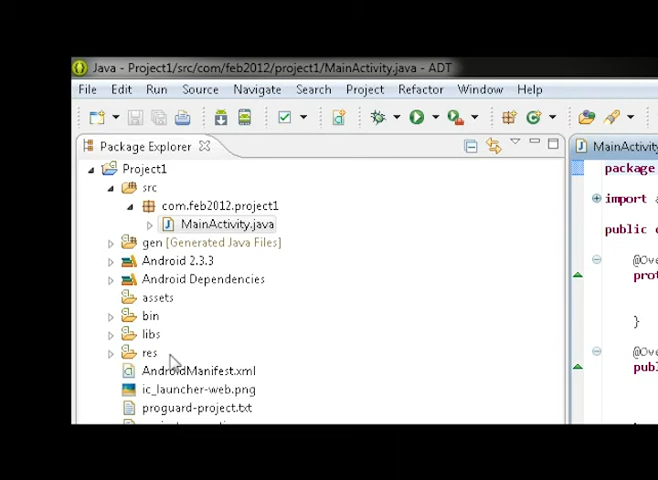 Java - Project1/src/com/feb2012/project1/MainActivity.java - ADT
File Edit Run Source Navigate Search Project Refactor Window Help
Package Explorer
MainActivity
Project1
package
src
com.feb2012.project1
import
MainActivity.java
public
gen [Generated Java Files]
Android 2.3.3
@Ove
Android Dependencies
prot
assets
bin
}
libs
res
@Ove
AndroidManifest.xml
publ
ic_launcher-web.png
proguard-project.txt